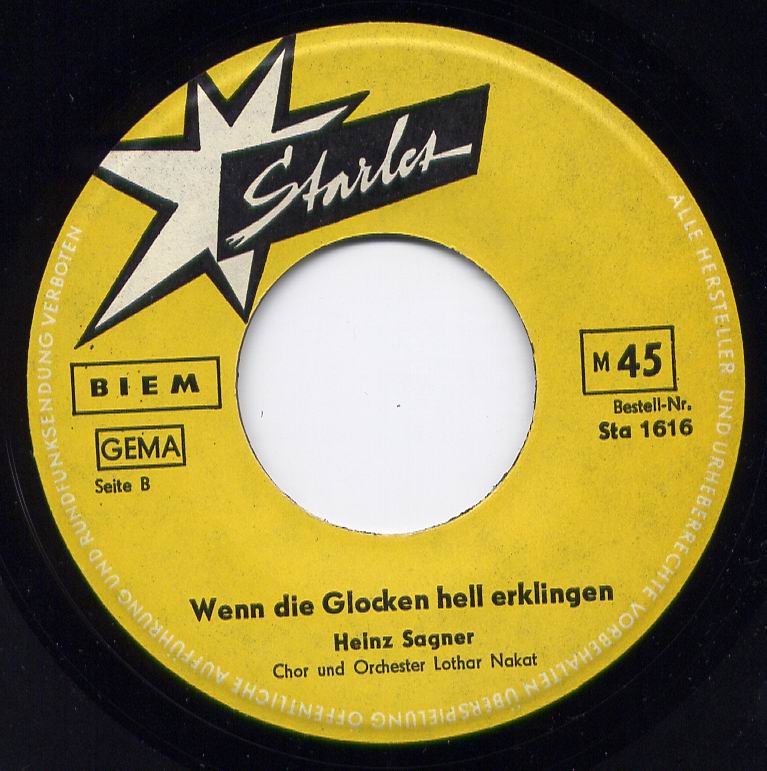 Starlet
BIEM
GEMA
Seite B
M 45
Bestell-Nr.
Sta 1616
Wenn die Glocken hell erklingen
Heinz Sagner
Chor und Orchester Lothar Nakat
ALLE HERSTELLER UND URHEBERRECHTE VORBEHALTEN ÜBERSPIELUNG ÖFFENTLICHE AUFFÜHRUNG UND RUNDFUNKSENDUNG VERBOTEN